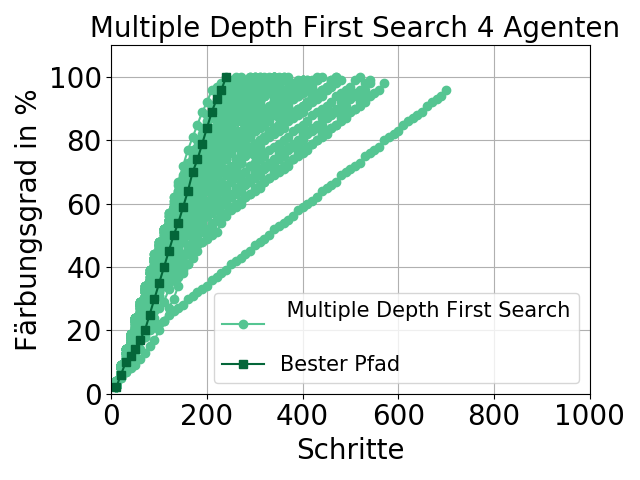 Multiple Depth First Search 4 Agenten
Färbungsgrad in %
100
80
60
40
20
0
Multiple Depth First Search
Bester Pfad
0 200 400 600 800 1000
Schritte